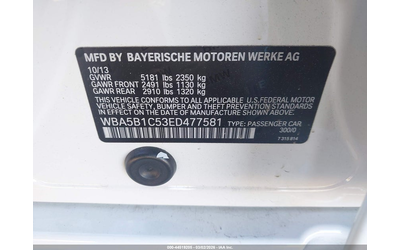 MFD BY BAYERISCHE MOTOREN WERKE AG
10/13
GVWR 5181 lbs 2350 kg
GAWR FRONT 2491 lbs 1130 kg
GAWR REAR 2910 lbs 1320 kg
THIS VEHICLE CONFORMS TO ALL APPLICABLE U.S. FEDERAL
MOTOR VEHICLE SAFETY, BUMPER, AND THEFT PREVENTION
STANDARDS IN EFFECT ON THE DATE OF MANUFACTURE SHOWN ABOVE.
WBA5B1C53ED477581 TYPE: PASSENGER CAR
300/0